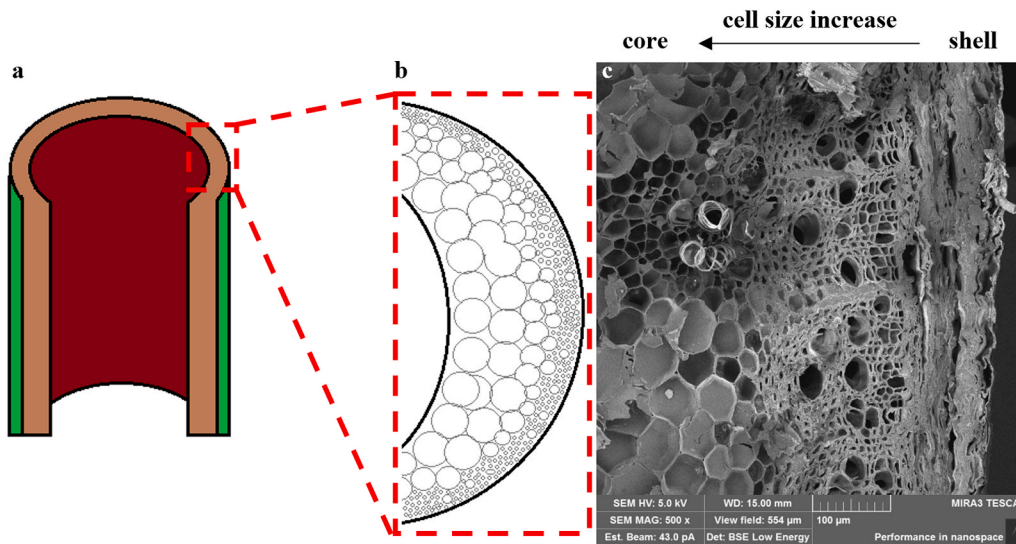 cell size increase
core
shell
a
b
c
SEM HV: 5.0 kV
WD: 15.00 mm
MIRA3 TESCA
SEM MAG: 500 x
View field: 554 µm
100 µm
Est. Beam: 43.0 pA
Det: BSE Low Energy
Performance in nanospace